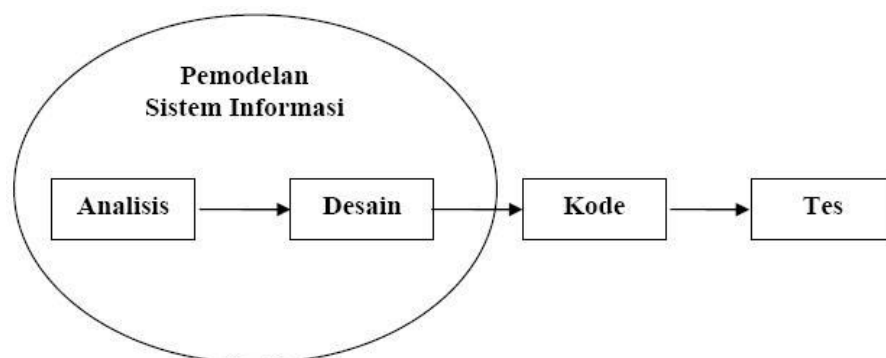 Pemodelan
Sistem Informasi
Analisis
Desain
Kode
Tes